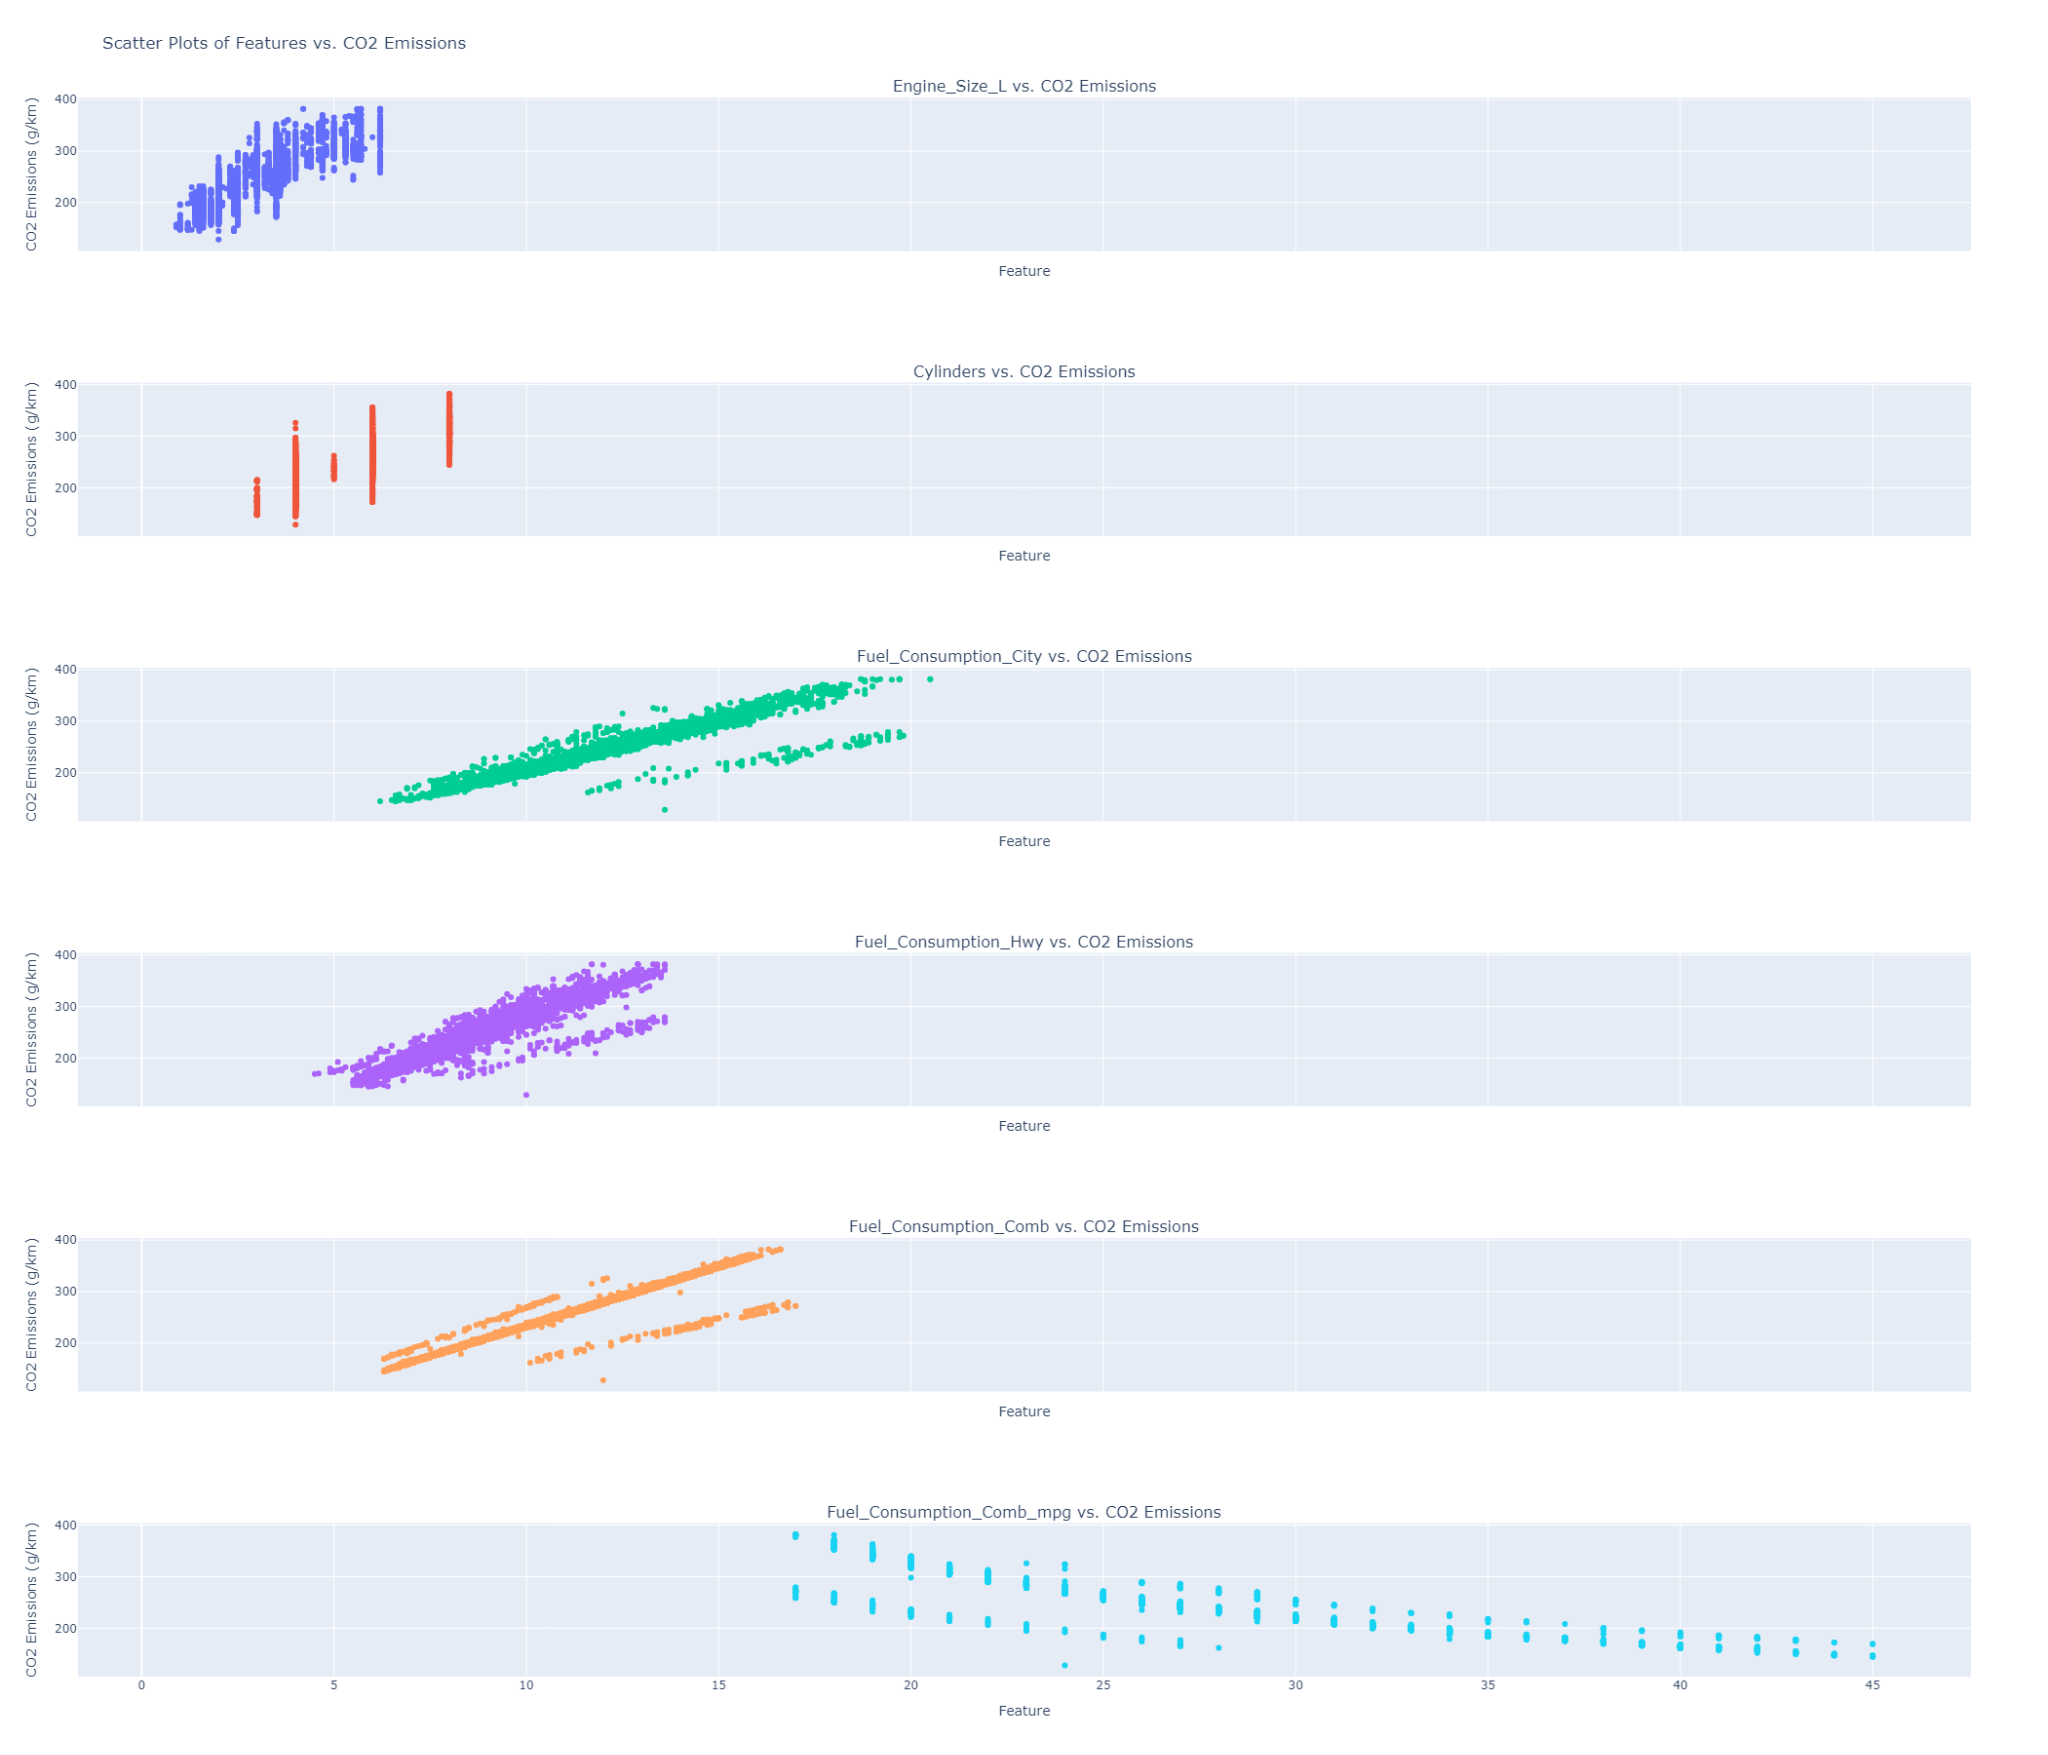 Scatter Plots of Features vs. CO2 Emissions
Engine_Size_L vs. CO2 Emissions
CO2 Emissions (g/km)
400
300
200
Feature
Cylinders vs. CO2 Emissions
CO2 Emissions (g/km)
400
300
200
Feature
Fuel_Consumption_City vs. CO2 Emissions
CO2 Emissions (g/km)
400
300
200
Feature
Fuel_Consumption_Hwy vs. CO2 Emissions
CO2 Emissions (g/km)
400
300
200
Feature
Fuel_Consumption_Comb vs. CO2 Emissions
CO2 Emissions (g/km)
400
300
200
Feature
Fuel_Consumption_Comb_mpg vs. CO2 Emissions
CO2 Emissions (g/km)
400
300
200
0 5 10 15 20 25 30 35 40 45
Feature